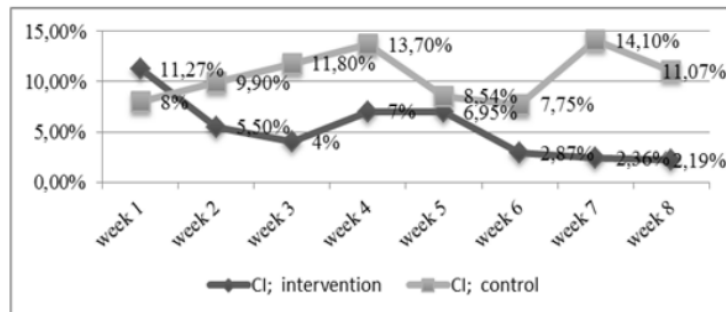 15,00%
10,00%
5,00%
0,00%
11,27% 5,50% 4% 7% 6,95% 2,87% 2,36% 2,19%
8% 9,90% 11,80% 13,70% 8,54% 7,75% 14,10% 11,07%
week 1 week 2 week 3 week 4 week 5 week 6 week 7 week 8
CI; intervention CI; control